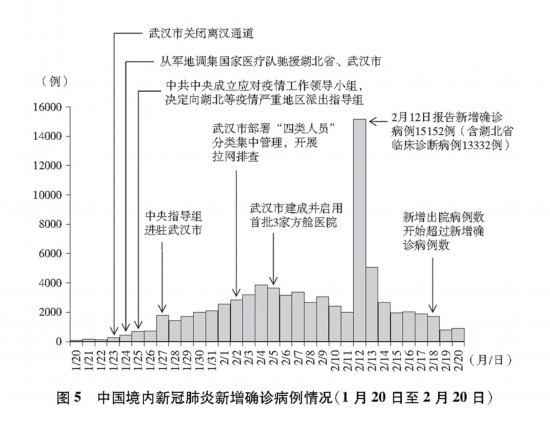 武汉市关闭离汉通道
从军地调集国家医疗队驰援湖北省、武汉市
(例)
中共中央成立应对疫情工作领导小组，
决定向湖北等疫情严重地区派出指导组
武汉市部署“四类人员”
分类集中管理，开展
拉网排查
2月12日报告新增确诊
病例15152例（含湖北省
临床诊断病例13332例）
中央指导组
进驻武汉市
武汉市建成并启用
首批3家方舱医院
新增出院病例数
开始超过新增确
诊病例数
16000
14000
12000
10000
8000
6000
4000
2000
0
1/20 1/21 1/22 1/23 1/24 1/25 1/26 1/27 1/28 1/29 1/30 1/31 2/1 2/2 2/3 2/4 2/5 2/6 2/7 2/8 2/9 2/10 2/11 2/12 2/13 2/14 2/15 2/16 2/17 2/18 2/19 2/20 (月/日)
图 5 中国境内新冠肺炎新增确诊病例情况(1 月 20 日至 2 月 20 日)